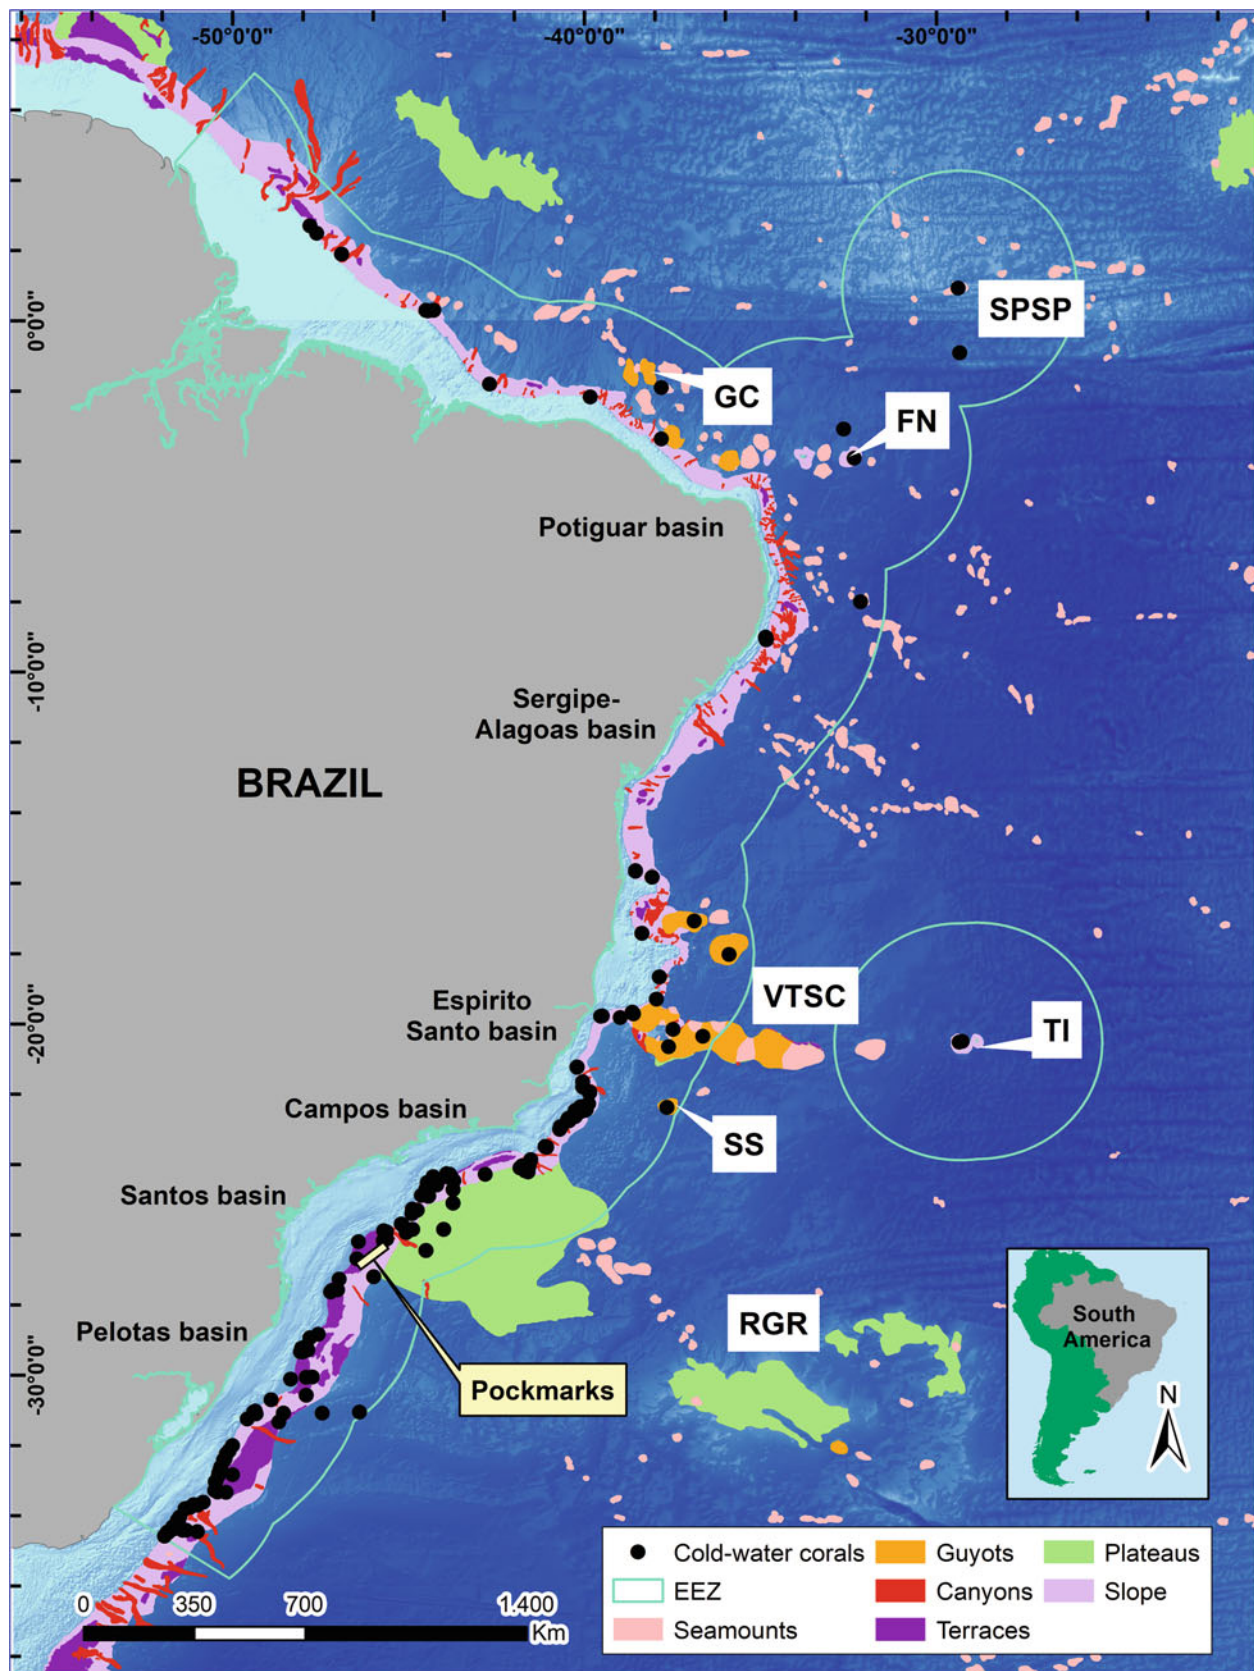 -50°0'0"
-40°0'0"
-30°0'0"
0°0'0"
SPSP
GC
FN
Potiguar basin
-10°0'0"
Sergipe-
Alagoas basin
BRAZIL
VTSC
Espirito
Santo basin
-20°0'0"
TI
Campos basin
SS
Santos basin
Pelotas basin
RGR
South
America
-30°0'0"
Pockmarks
N
Cold-water corals
Guyots
Plateaus
EEZ
Canyons
Slope
Seamounts
Terraces
0 350 700 1.400
Km